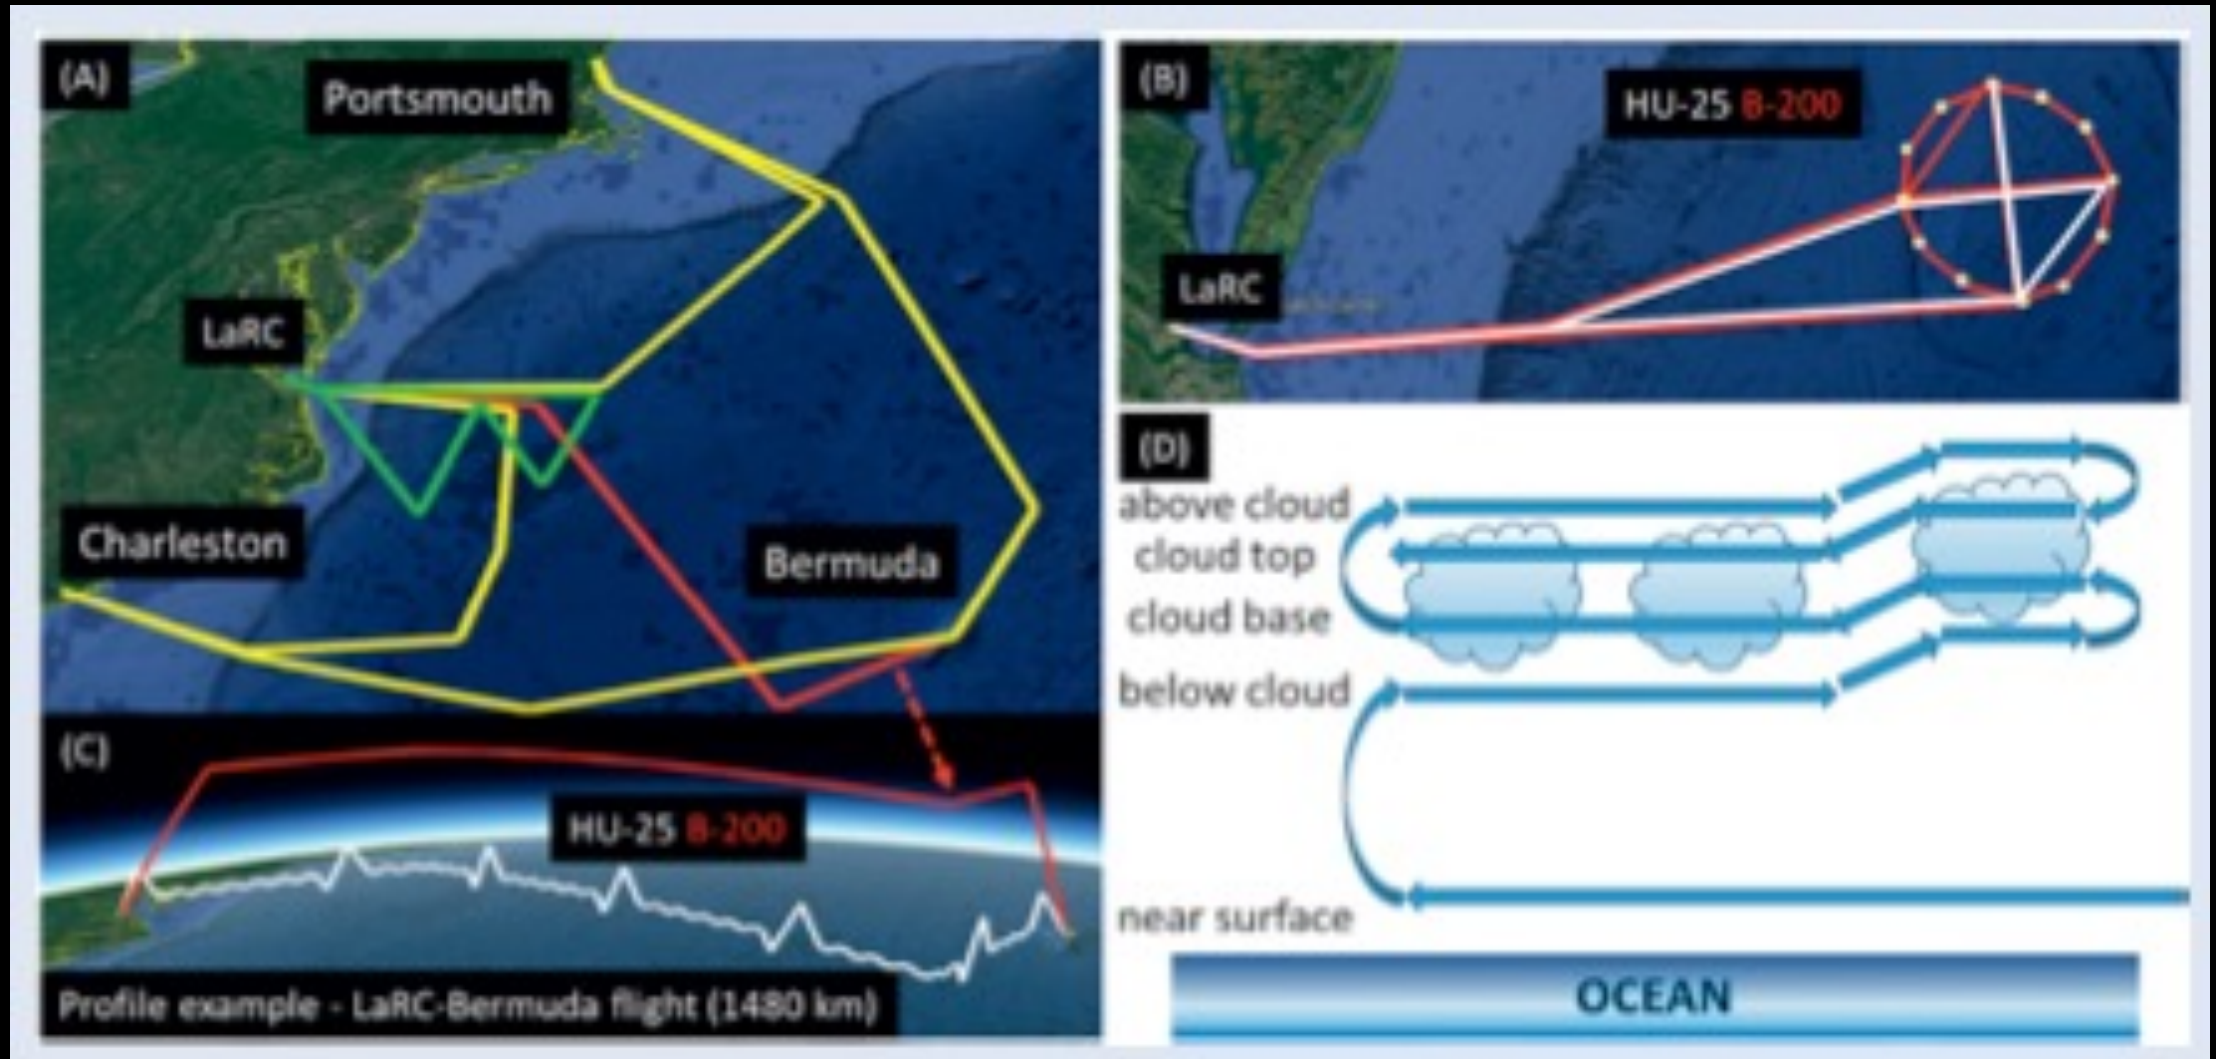 (A)
Portsmouth
LaRC
Charleston
Bermuda
(B)
HU-25 B-200
LaRC
(C)
HU-25 B-200
Profile example - LaRC-Bermuda flight (1480 km)
(D)
above cloud
cloud top
cloud base
below cloud
near surface
OCEAN